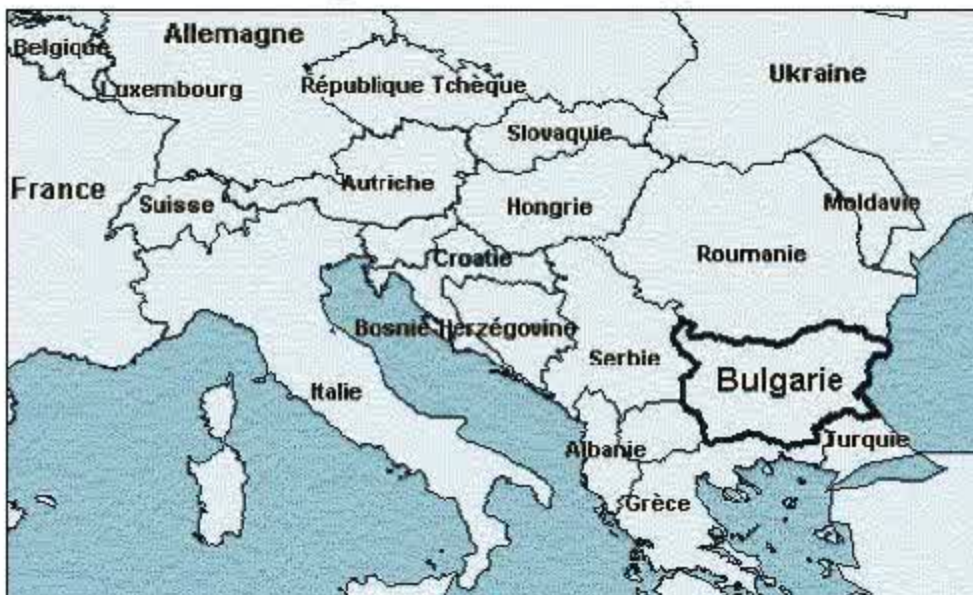 Belgique
Allemagne
Luxembourg
République Tchèque
Ukraine
Slovaquie
France
Suisse
Autriche
Hongrie
Moldavie
Croatie
Roumanie
Bosnie Herzégovine
Serbie
Bulgarie
Italie
Albanie
Turquie
Grèce